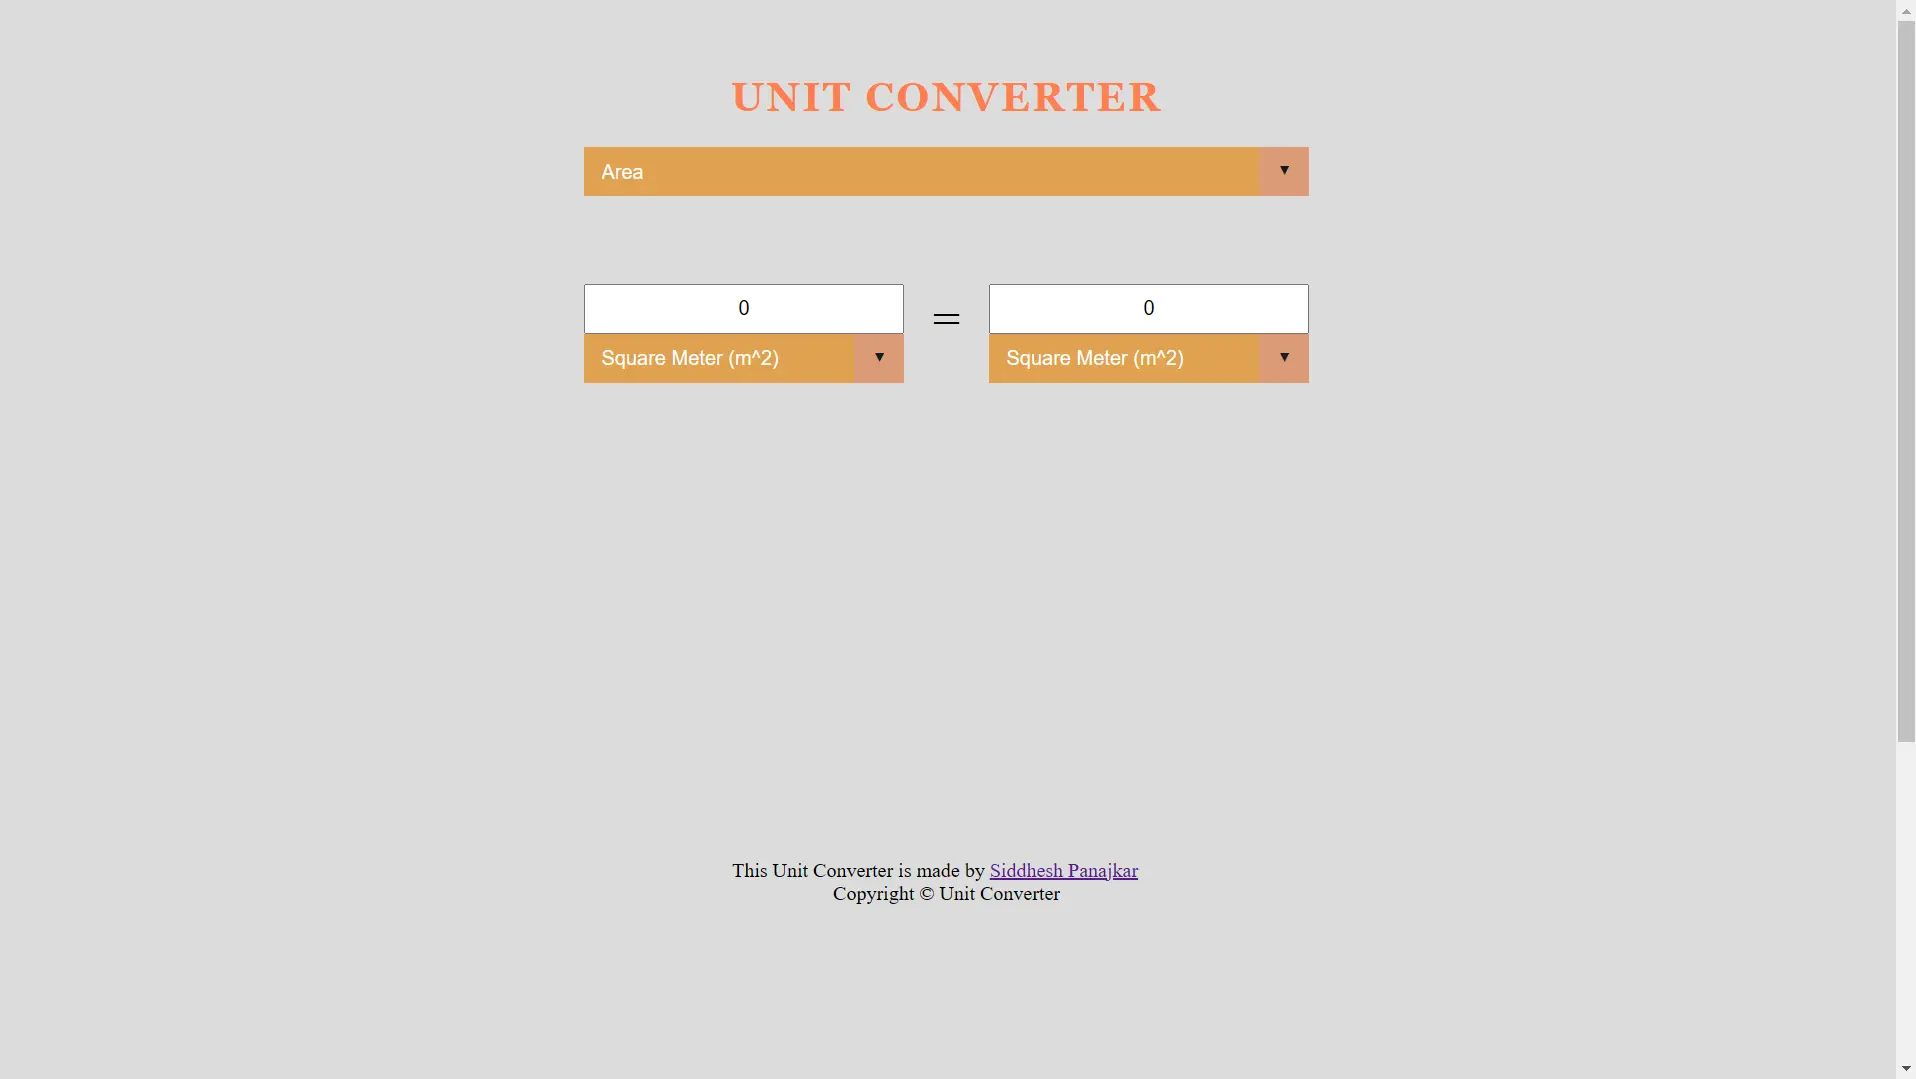 UNIT CONVERTER
Area
0 = 0
Square Meter (m^2) Square Meter (m^2)
This Unit Converter is made by Siddhesh Panajkar
Copyright © Unit Converter